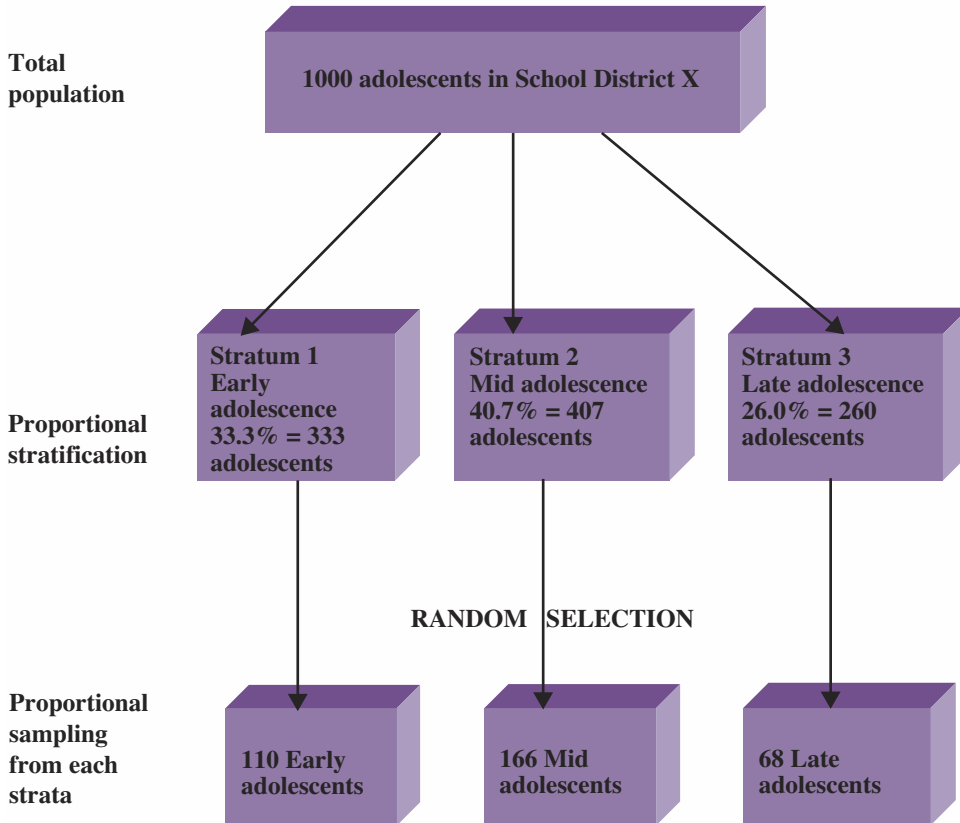 Total
population
1000 adolescents in School District X
Proportional
stratification
Stratum 1
Early
adolescence
33.3% = 333
adolescents
Stratum 2
Mid adolescence
40.7% = 407
adolescents
Stratum 3
Late adolescence
26.0% = 260
adolescents
RANDOM SELECTION
Proportional
sampling
from each
strata
110 Early
adolescents
166 Mid
adolescents
68 Late
adolescents